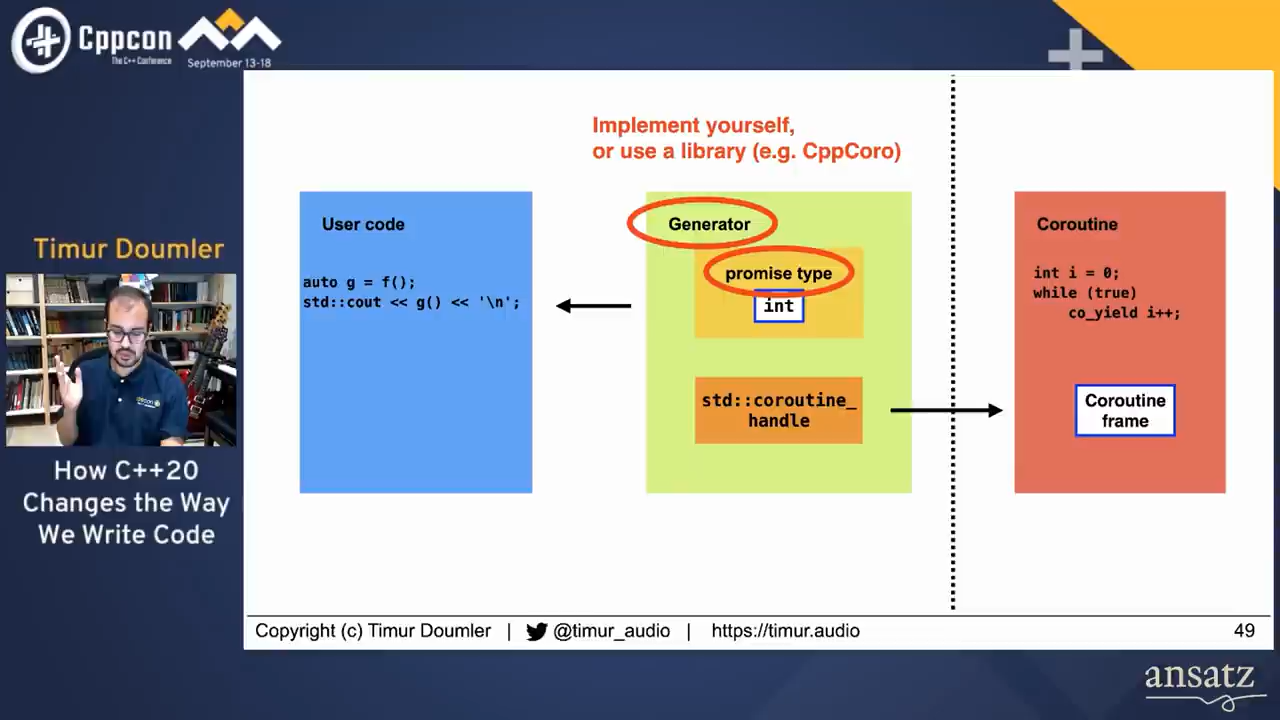 Cppcon
The C++ Conference
September 13-18
Timur Doumler
How C++20
Changes the Way
We Write Code
Implement yourself,
or use a library (e.g. CppCoro)
User code
auto g = f();
std::cout << g() << '\n';
Generator
promise type
int
std::coroutine_
handle
Coroutine
int i = 0;
while (true)
co_yield i++;
Coroutine
frame
Copyright (c) Timur Doumler | @timur_audio | https://timur.audio
49
ansatz